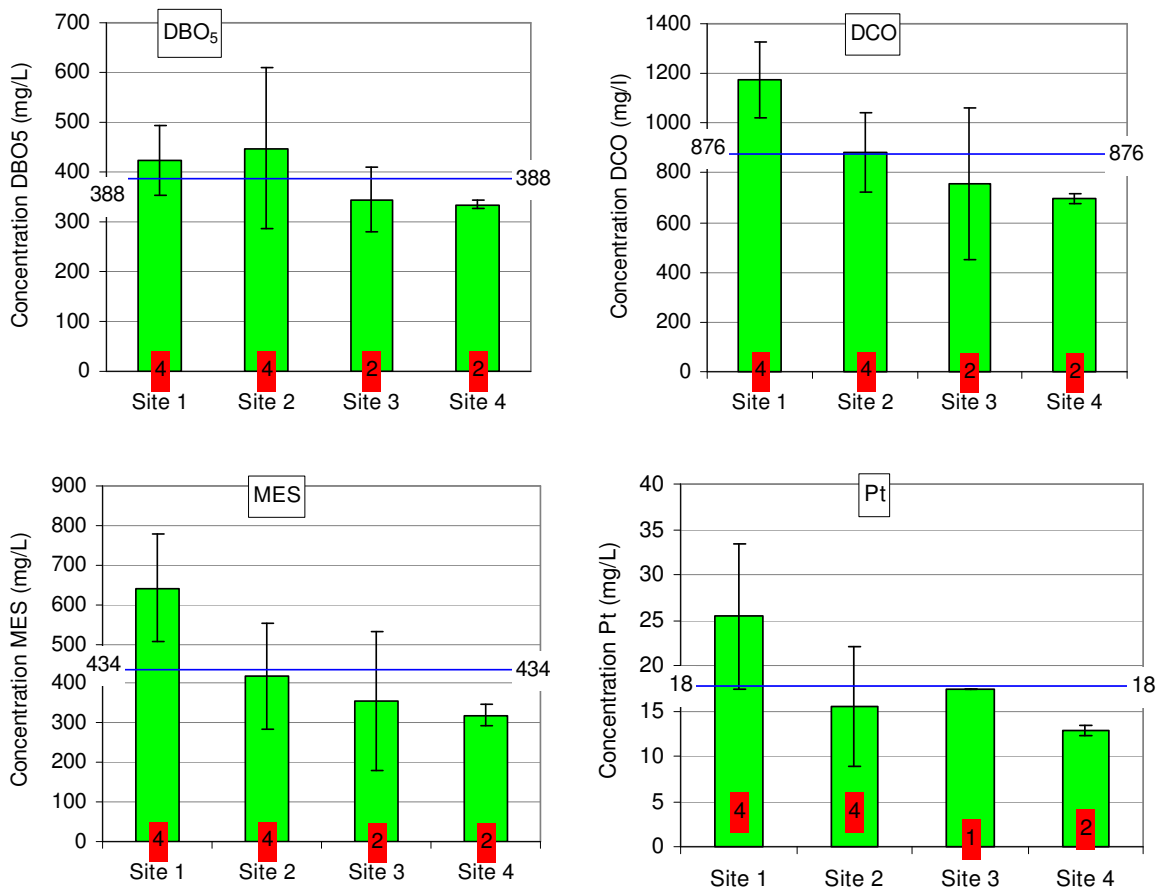 DBO5
Concentration DBO5 (mg/L)
700
600
500
400
300
200
100
0
388
388
4
4
2
2
Site 1
Site 2
Site 3
Site 4
DCO
Concentration DCO (mg/l)
1400
1200
1000
800
600
400
200
0
876
876
4
4
2
2
Site 1
Site 2
Site 3
Site 4
MES
Concentration MES (mg/L)
900
800
700
600
500
400
300
200
100
0
434
434
4
4
2
2
Site 1
Site 2
Site 3
Site 4
Pt
Concentration Pt (mg/L)
40
35
30
25
20
15
10
5
0
18
18
4
4
1
2
Site 1
Site 2
Site 3
Site 4